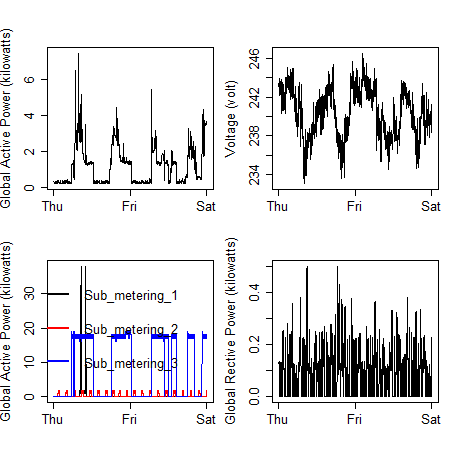 Global Active Power (kilowatts)
0 2 4 6
Thu Fri Sat
Voltage (volt)
234 238 242 246
Thu Fri Sat
Global Active Power (kilowatts)
0 10 20 30
Sub_metering_1
Sub_metering_2
Sub_metering_3
Thu Fri Sat
Global Rective Power (kilowatts)
0.0 0.2 0.4
Thu Fri Sat